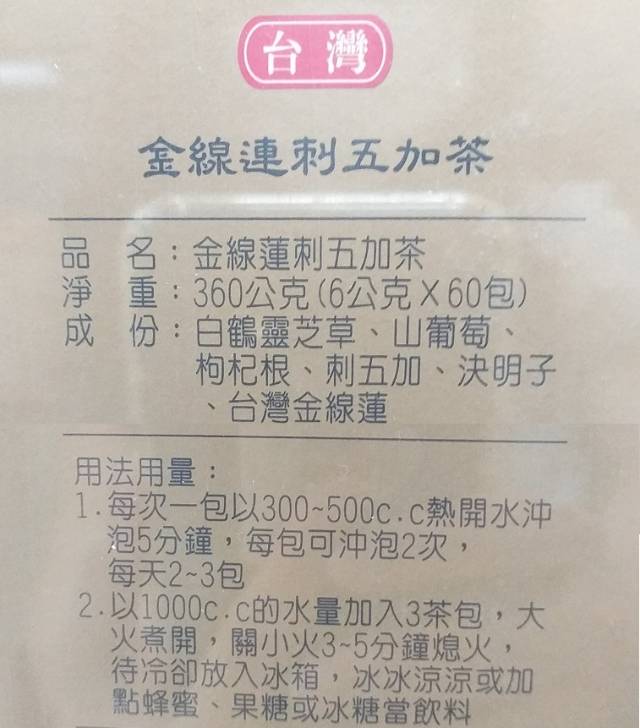 台灣
金線連刺五加茶
品　名：金線蓮刺五加茶
淨　重：360公克(6公克X60包)
成　份：白鶴靈芝草、山葡萄、
枸杞根、刺五加、決明子
、台灣金線蓮
用法用量：
1.每次一包以300~500c.c熱開水沖
泡5分鐘，每包可沖泡2次，
每天2~3包
2.以1000c.c的水量加入3茶包，大
火煮開，關小火3~5分鐘熄火，
待冷卻放入冰箱，冰冰涼涼或加
點蜂蜜、果糖或冰糖當飲料